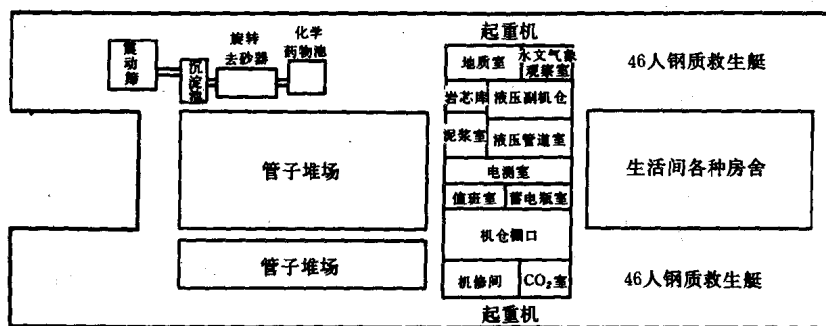 震动筛
沉淀池
旋转
去砂器
化学
药物池
起重机
地质室
水文气象
观察室
46人钢质救生艇
岩芯库
液压副机仓
泥浆室
液压管道室
管子堆场
电测室
生活间各种房舍
值班室
蓄电瓶室
机仓棚口
管子堆场
机修间
CO₂室
46人钢质救生艇
起重机